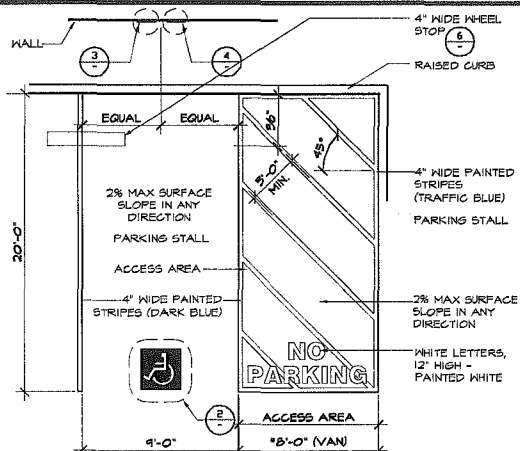 4" WIDE WHEEL
STOP
6
-
WALL
3
-
4
-
RAISED CURB
EQUAL
EQUAL
36"
45°
3'-0"
MIN.
2% MAX SURFACE
SLOPE IN ANY
DIRECTION
PARKING STALL
4" WIDE PAINTED
STRIPES
(TRAFFIC BLUE)
PARKING STALL
20'-0"
ACCESS AREA
4" WIDE PAINTED
STRIPES (DARK BLUE)
2% MAX SURFACE
SLOPE IN ANY
DIRECTION
NO
PARKING
WHITE LETTERS,
12" HIGH -
PAINTED WHITE
2
-
ACCESS AREA
9'-0"
*8'-0" (VAN)